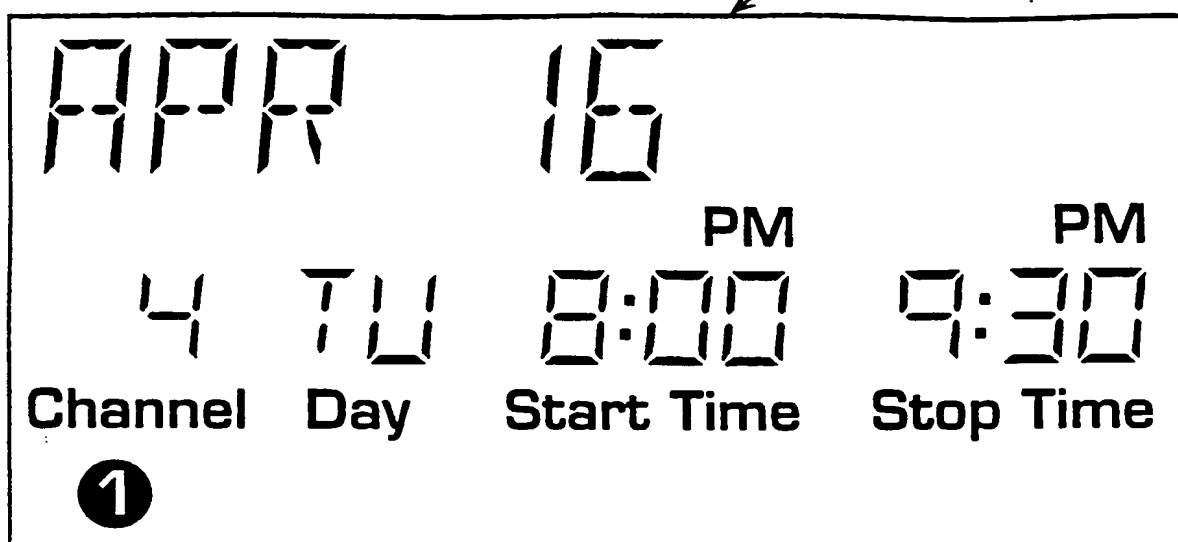 APR 16
PM PM
4 TU 8:00 9:30
Channel Day Start Time Stop Time
1